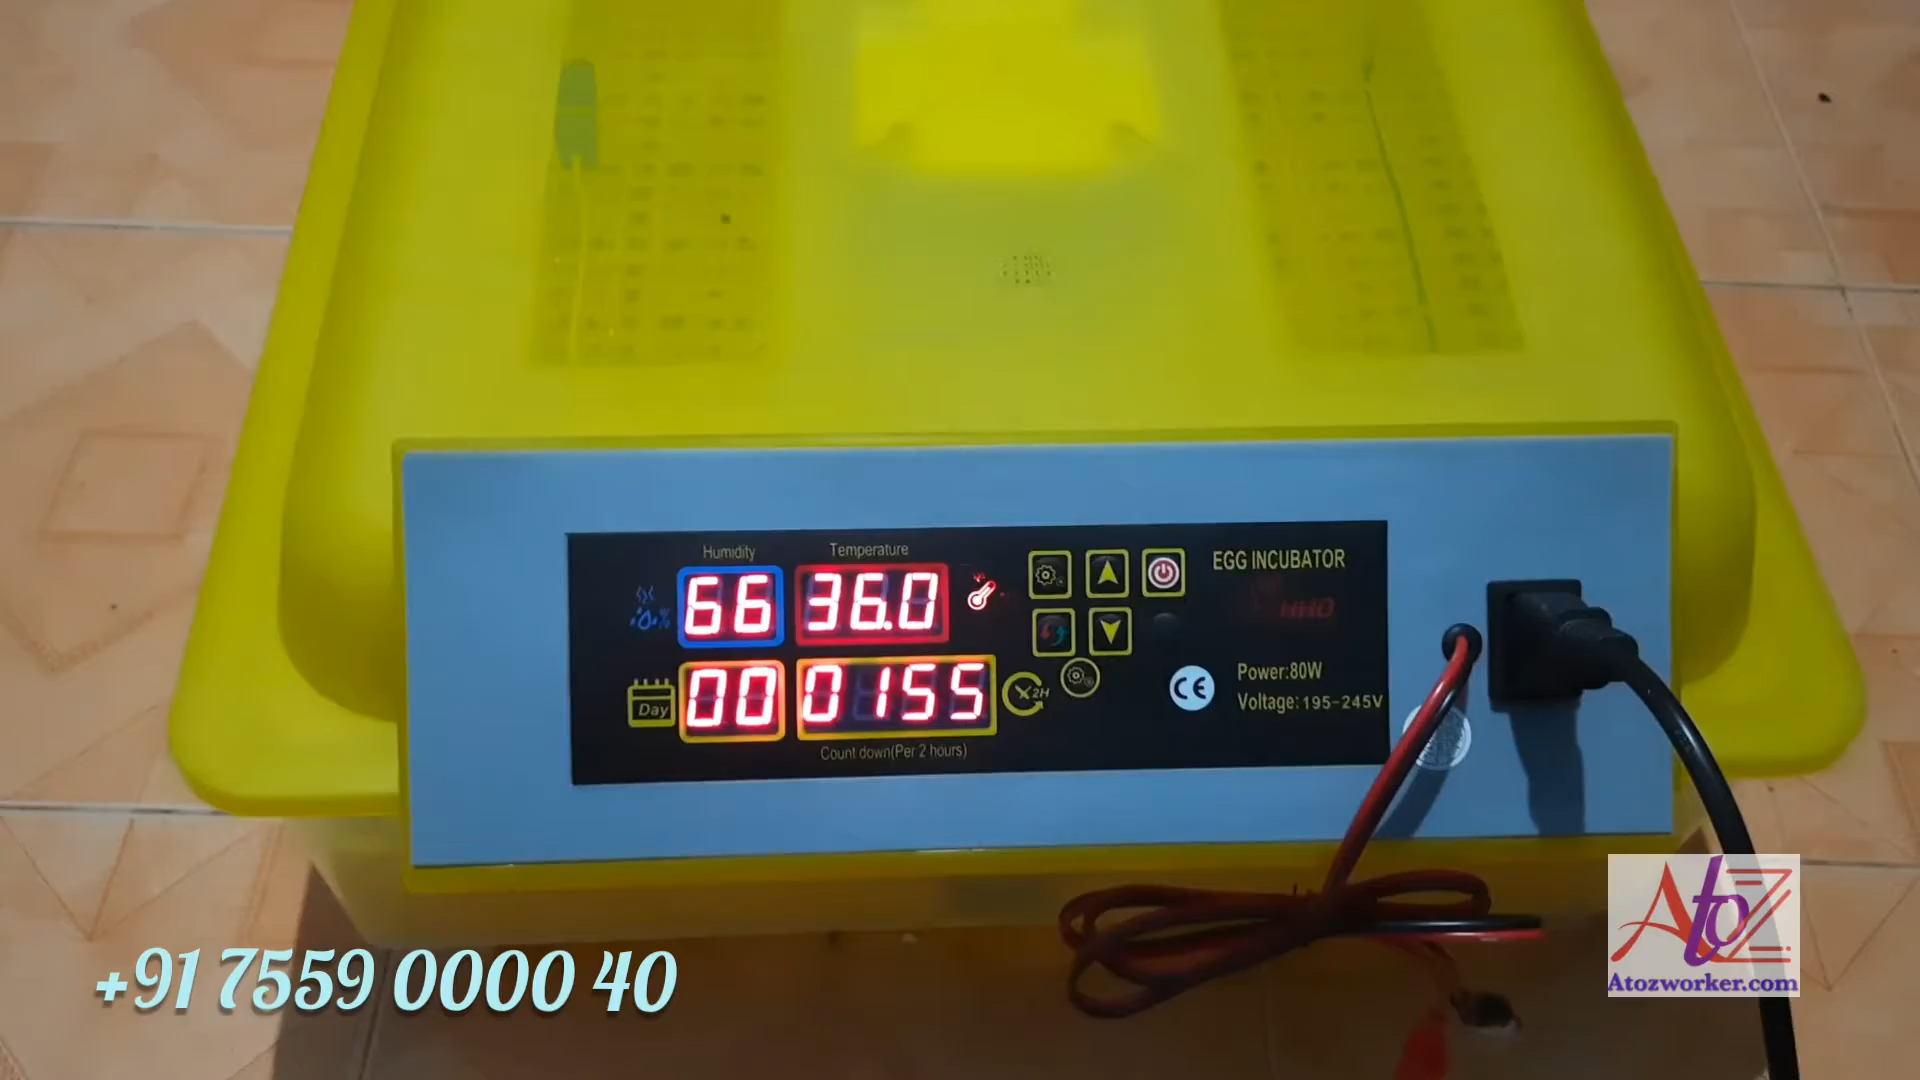 Humidity Temperature
66 36.0
EGG INCUBATOR
HHD
Day 00 0155 2H
Count down(Per 2 hours)
CE
Power:80W
Voltage:195-245V
+91 7559 0000 40
AtoZ
Atozworker.com